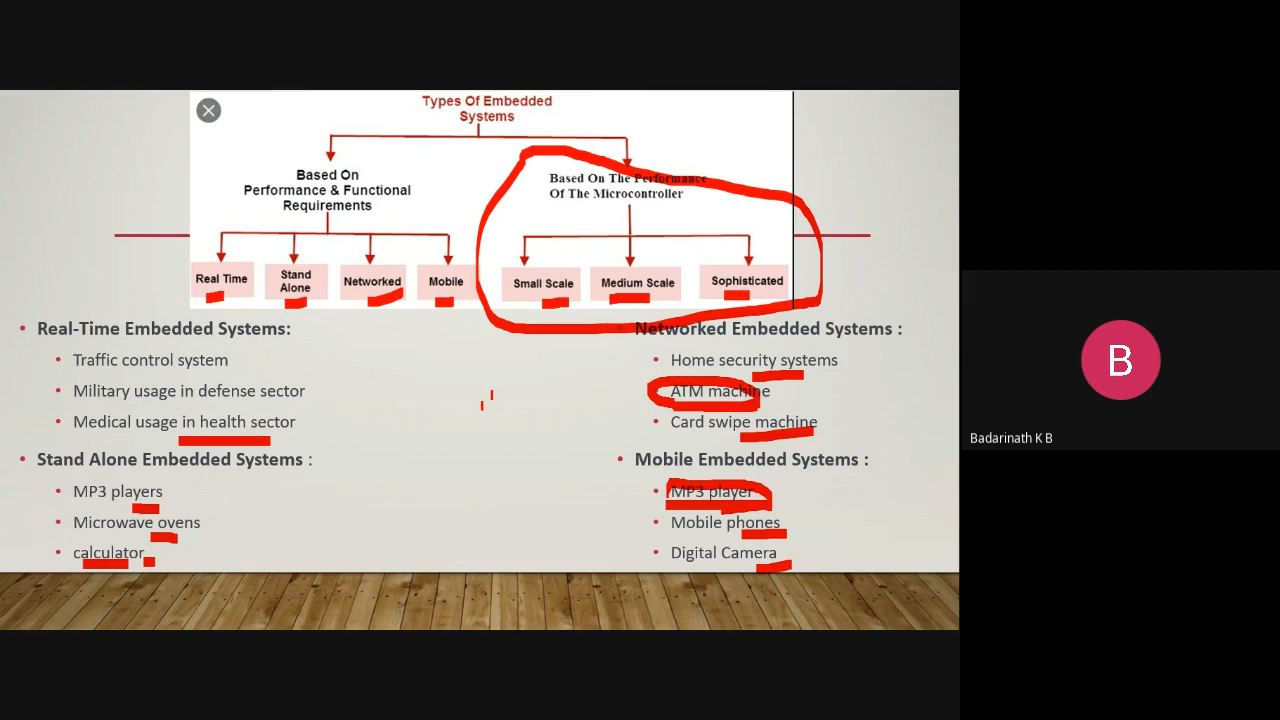 Types Of Embedded
Systems
Based On
Performance & Functional
Requirements
Based On The Performance
Of The Microcontroller
Real Time
Stand
Alone
Networked
Mobile
Small Scale
Medium Scale
Sophisticated
• Real-Time Embedded Systems:
• Traffic control system
• Military usage in defense sector
• Medical usage in health sector
• Stand Alone Embedded Systems :
• MP3 players
• Microwave ovens
• calculator
• Networked Embedded Systems :
• Home security systems
• ATM machine
• Card swipe machine
• Mobile Embedded Systems :
• MP3 player
• Mobile phones
• Digital Camera
B
Badarinath K B